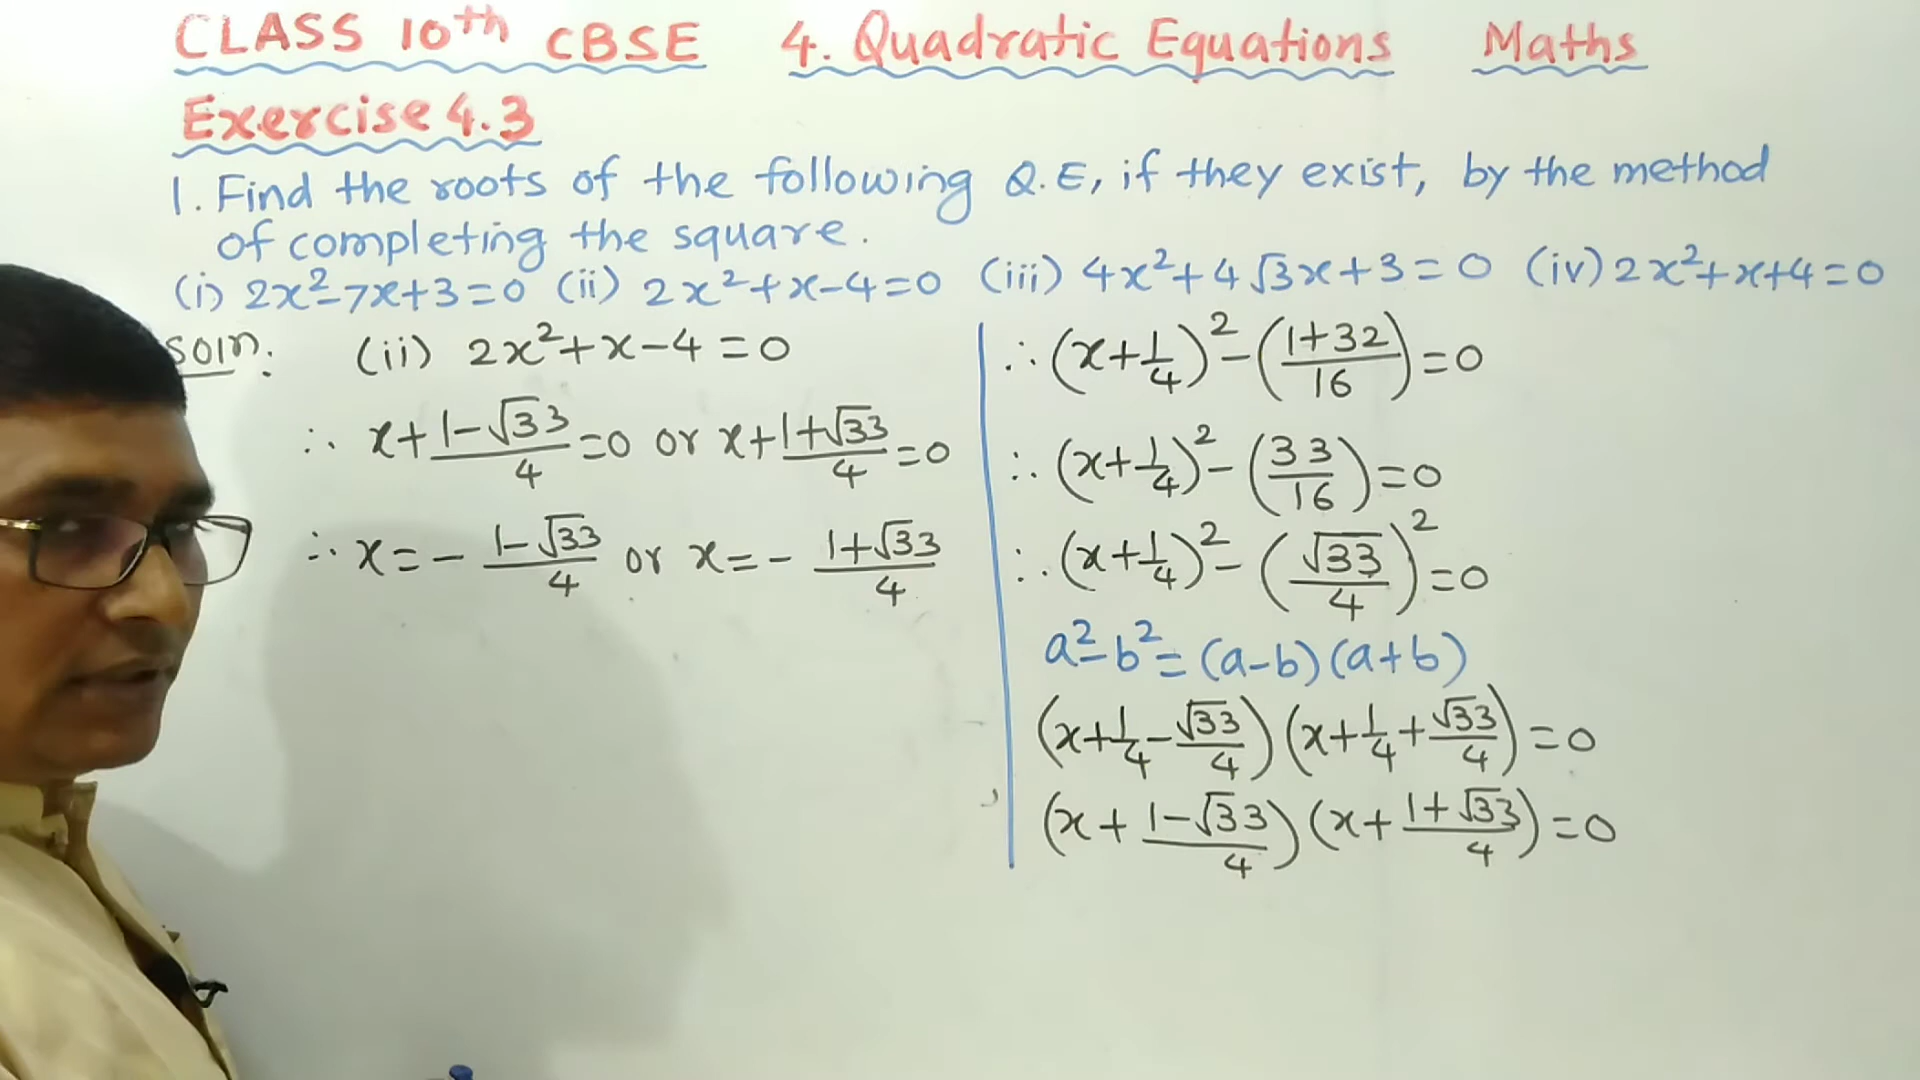 CLASS 10th CBSE 4. Quadratic Equations Maths
Exercise 4.3
1. Find the roots of the following Q.E, if they exist, by the method
of completing the square.
(i) 2x²-7x+3=0 (ii) 2x²+x-4=0 (iii) 4x²+4√3x+3=0 (iv) 2x²+x+4=0
Soln: (ii) 2x²+x-4=0
∴ x+(1-√33)/4=0 or x+(1+√33)/4=0
∴ x=-(1-√33)/4 or x=-(1+√33)/4
∴ (x+1/4)²-((1+32)/16)=0
∴ (x+1/4)²-(33/16)=0
∴ (x+1/4)²-(√33/4)²=0
a²-b²=(a-b)(a+b)
(x+1/4-√33/4)(x+1/4+√33/4)=0
(x+(1-√33)/4)(x+(1+√33)/4)=0